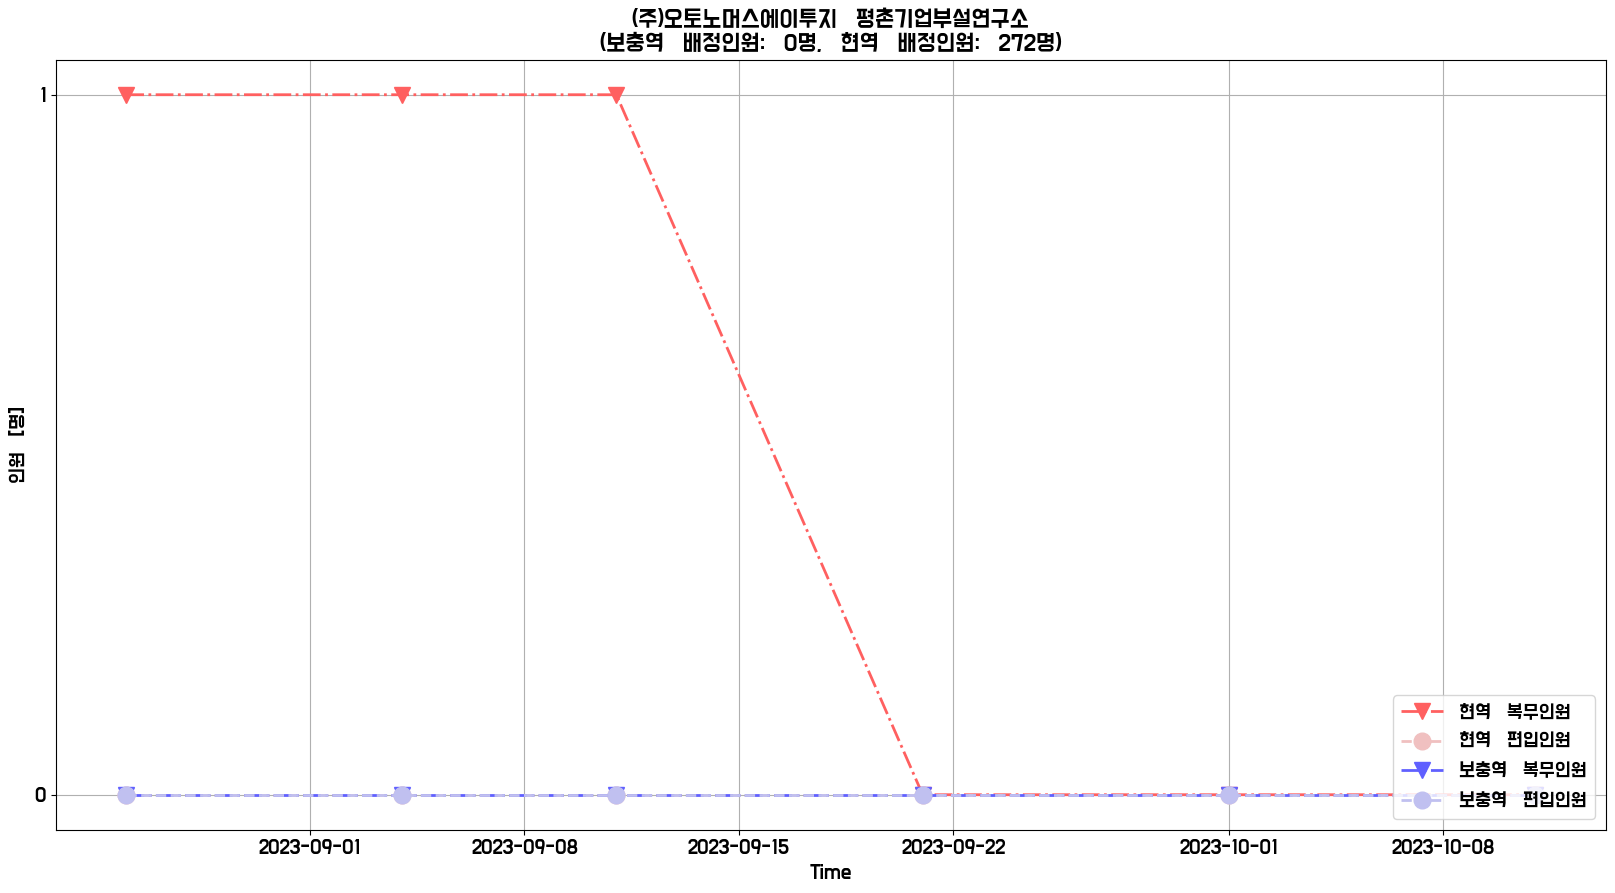 (주)오토노머스에이투지 평촌기업부설연구소
(보충역 배정인원: 0명, 현역 배정인원: 272명)
1
0
인원 [명]
현역 복무인원
현역 편입인원
보충역 복무인원
보충역 편입인원
2023-09-01
2023-09-08
2023-09-15
2023-09-22
2023-10-01
2023-10-08
Time